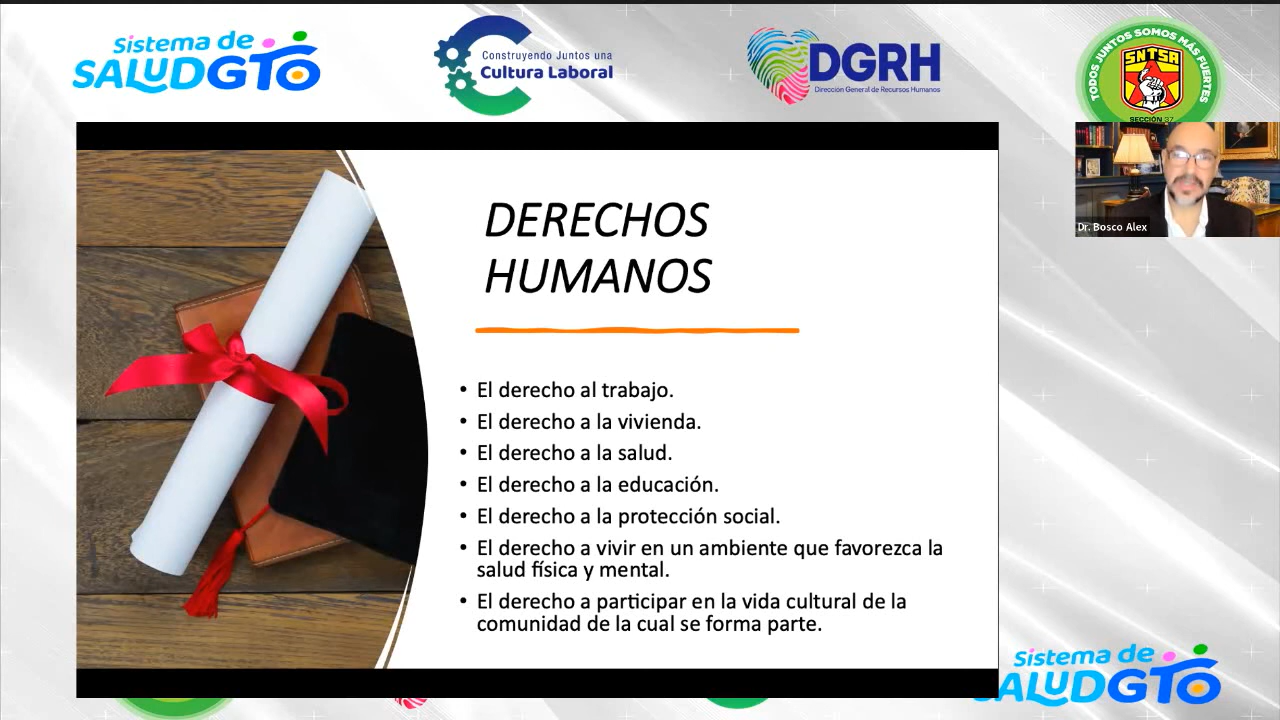 Sistema de
SALUDGTO
Construyendo Juntos una
Cultura Laboral
DGRH
Dirección General de Recursos Humanos
TODOS JUNTOS SOMOS MÁS FUERTES
SNTSA
SECCIÓN 37
Dr. Bosco Alex
DERECHOS
HUMANOS
• El derecho al trabajo.
• El derecho a la vivienda.
• El derecho a la salud.
• El derecho a la educación.
• El derecho a la protección social.
• El derecho a vivir en un ambiente que favorezca la
salud física y mental.
• El derecho a participar en la vida cultural de la
comunidad de la cual se forma parte.
Sistema de
SALUDGTO